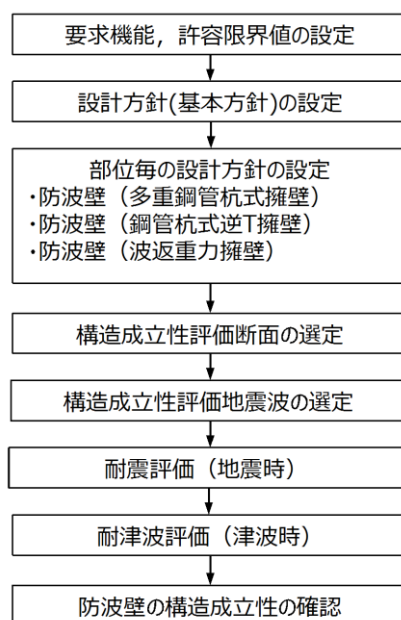 要求機能，許容限界値の設定
設計方針(基本方針)の設定
部位毎の設計方針の設定
・防波壁（多重鋼管杭式擁壁）
・防波壁（鋼管杭式逆T擁壁）
・防波壁（波返重力擁壁）
構造成立性評価断面の選定
構造成立性評価地震波の選定
耐震評価（地震時）
耐津波評価（津波時）
防波壁の構造成立性の確認